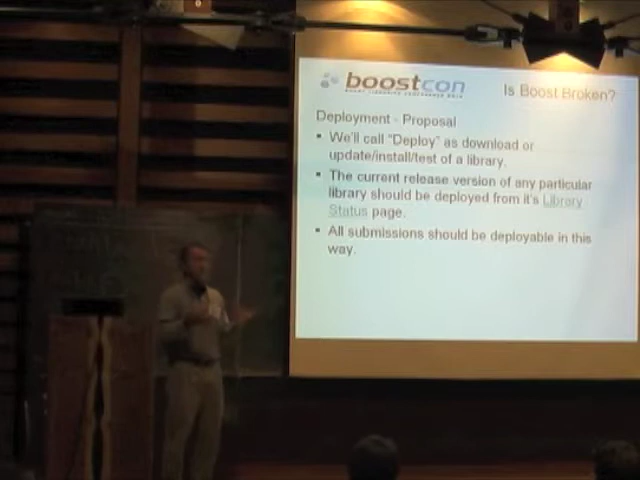 boostcon
Is Boost Broken?
Deployment - Proposal
We'll call "Deploy" as download or
update/install/test of a library.
The current release version of any particular
library should be deployed from it's Library
Status page.
All submissions should be deployable in this
way.